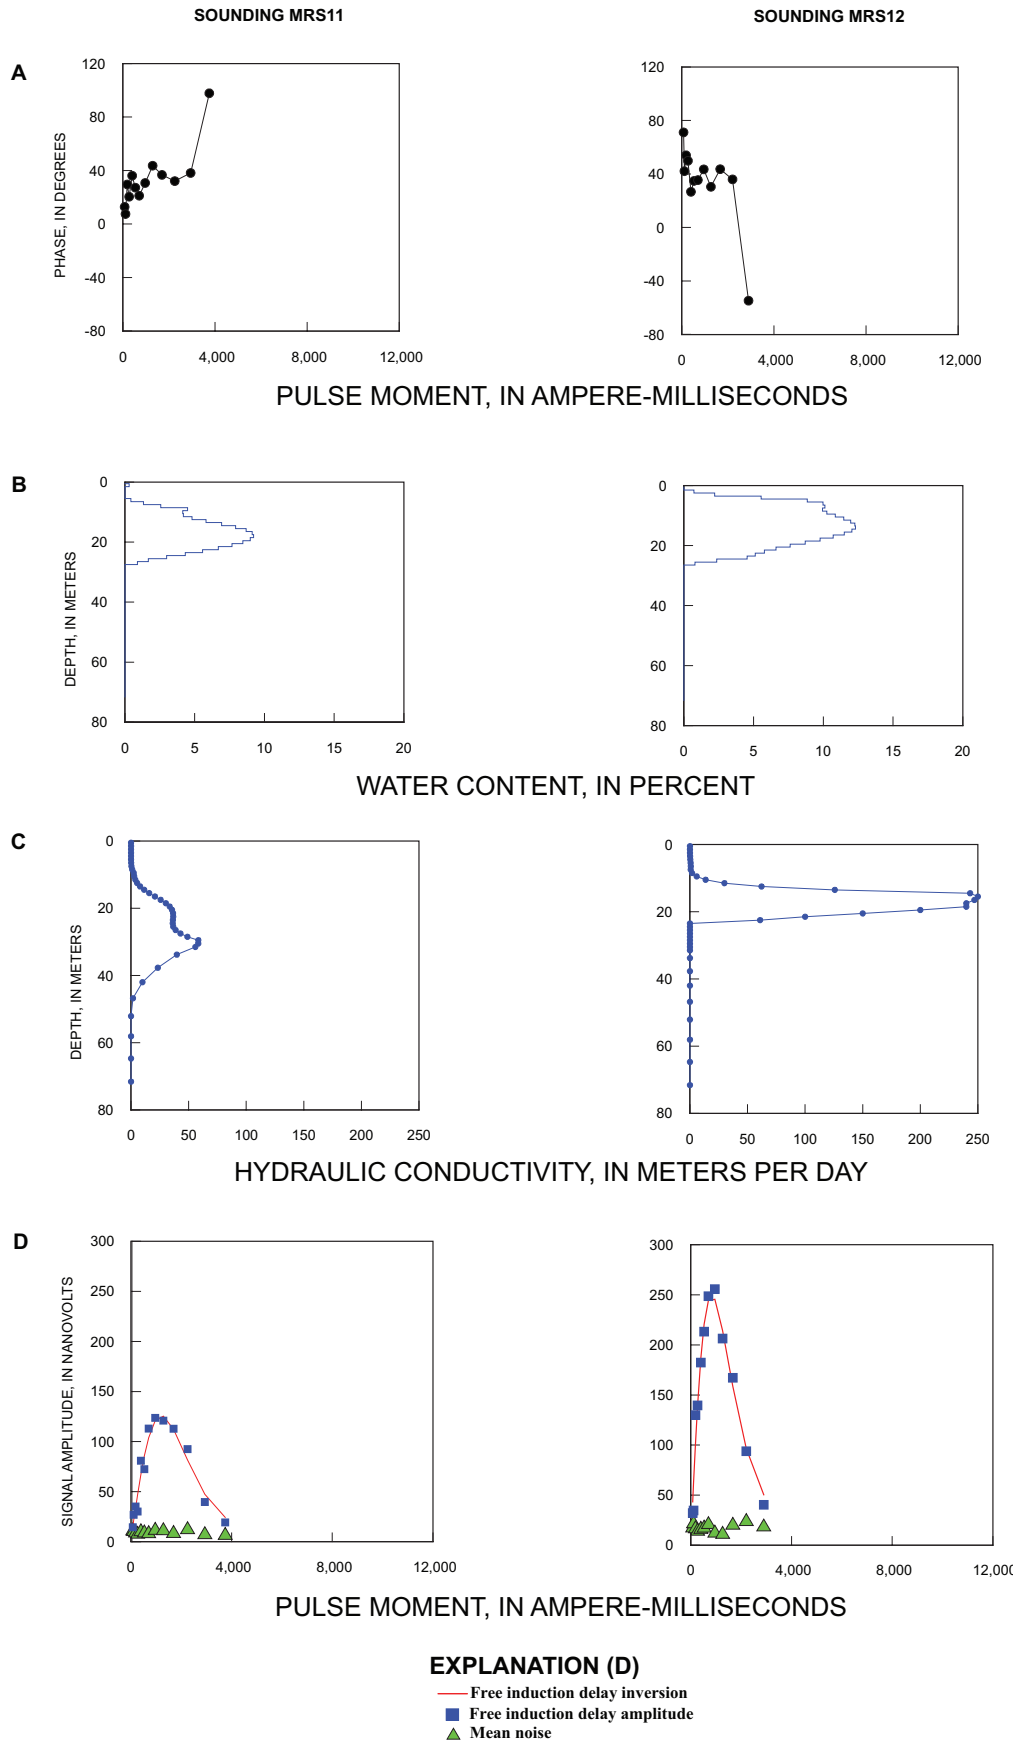 SOUNDING MRS11
SOUNDING MRS12
A
PHASE, IN DEGREES
120
80
40
0
-40
-80
0 4,000 8,000 12,000
120
80
40
0
-40
-80
0 4,000 8,000 12,000
PULSE MOMENT, IN AMPERE-MILLISECONDS
B
DEPTH, IN METERS
0
20
40
60
80
0 5 10 15 20
0
20
40
60
80
0 5 10 15 20
WATER CONTENT, IN PERCENT
C
DEPTH, IN METERS
0
20
40
60
80
0 50 100 150 200 250
0
20
40
60
80
0 50 100 150 200 250
HYDRAULIC CONDUCTIVITY, IN METERS PER DAY
D
SIGNAL AMPLITUDE, IN NANOVOLTS
300
250
200
150
100
50
0
0 4,000 8,000 12,000
300
250
200
150
100
50
0
0 4,000 8,000 12,000
PULSE MOMENT, IN AMPERE-MILLISECONDS
EXPLANATION (D)
Free induction delay inversion
Free induction delay amplitude
Mean noise